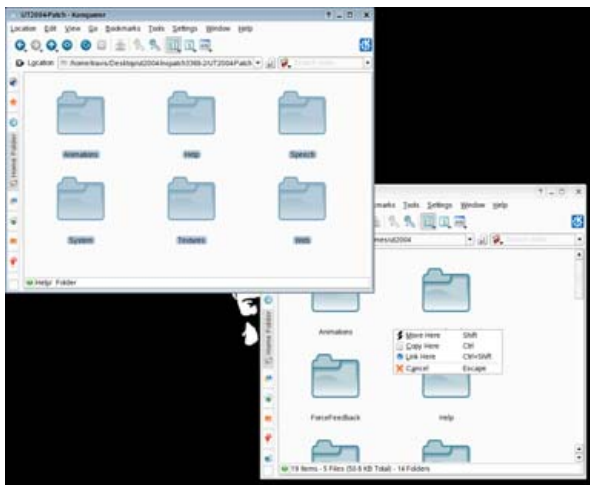 UT2004-Patch - Konqueror
Location Edit View Go Bookmarks Tools Settings Window Help
Location
Home Folder
Animations Help Speech
System Textures Web
Help/ Folder
Tools Settings Window Help
Home Folder
Animations
Move Here Shift
Copy Here Ctrl
Link Here Ctrl+Shift
Cancel Escape
ForceFeedback Help
19 Items - 5 Files (50.6 KB Total) - 14 Folders